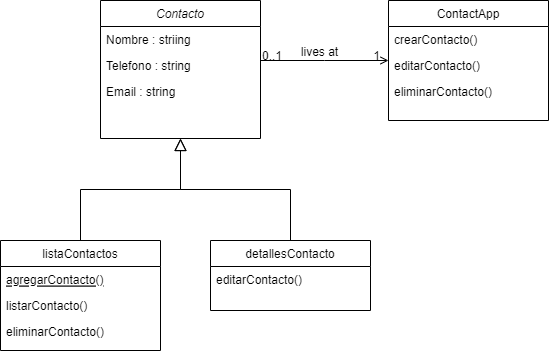 Contacto
Nombre : striing
Telefono : string
Email : string
0..1
lives at
1
ContactApp
crearContacto()
editarContacto()
eliminarContacto()
listaContactos
agregarContacto()
listarContacto()
eliminarContacto()
detallesContacto
editarContacto()